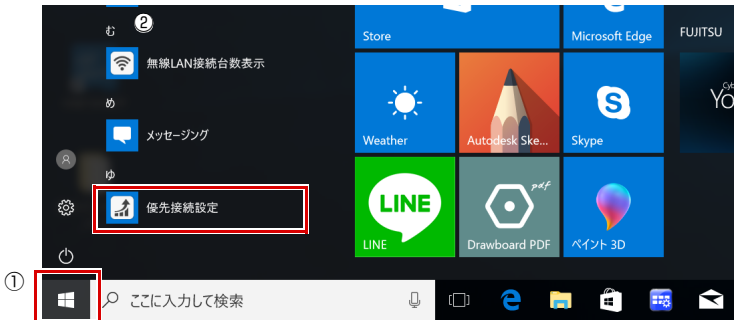 ②
む
無線LAN接続台数表示
め
メッセージング
ゆ
優先接続設定
Store
Microsoft Edge
FUJITSU
Weather
Autodesk Ske...
Skype
LINE
LINE
pdf
Drawboard PDF
ペイント 3D
①
ここに入力して検索